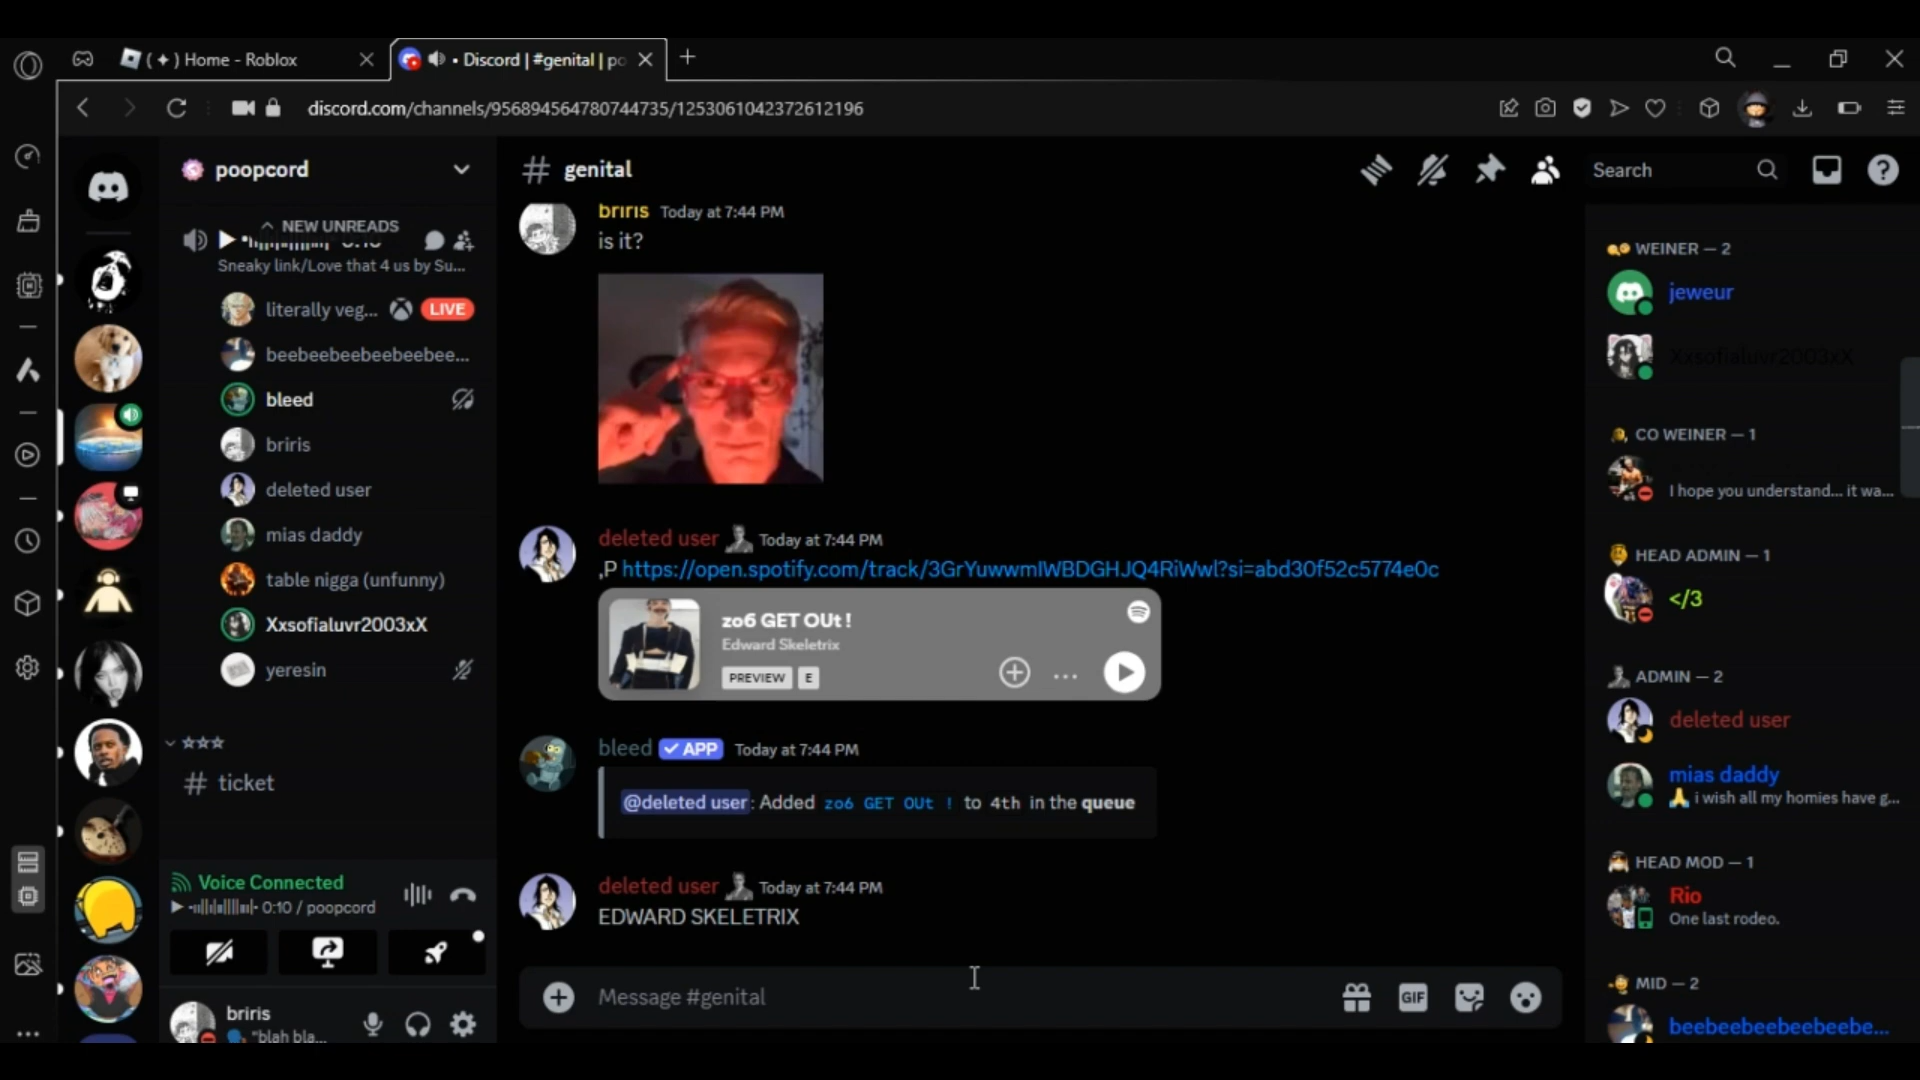 ( ✦ ) Home - Roblox
• Discord | #genital | po
discord.com/channels/956894564780744735/1253061042372612196
poopcord
NEW UNREADS
Sneaky link/Love that 4 us by Su...
literally veg...
LIVE
beebeebeebeebeebee...
bleed
briris
deleted user
mias daddy
table nigga (unfunny)
Xxsofialuvr2003xX
yeresin
☆☆☆
# ticket
Voice Connected
0:10 / poopcord
briris
"blah bla...
# genital
Search
briris Today at 7:44 PM
is it?
deleted user Today at 7:44 PM
,P https://open.spotify.com/track/3GrYuwwmIWBDGHJQ4RiWwl?si=abd30f52c5774e0c
zo6 GET OUt !
Edward Skeletrix
PREVIEW E
bleed ✓ APP Today at 7:44 PM
@deleted user: Added zo6 GET OUt ! to 4th in the queue
deleted user Today at 7:44 PM
EDWARD SKELETRIX
Message #genital
GIF
WEINER — 2
jeweur
Xxsofialuvr2003xX
CO WEINER — 1
I hope you understand... it wa...
HEAD ADMIN — 1
</3
ADMIN — 2
deleted user
mias daddy
🙏 i wish all my homies have g...
HEAD MOD — 1
Rio
One last rodeo.
MID — 2
beebeebeebeebeebe...